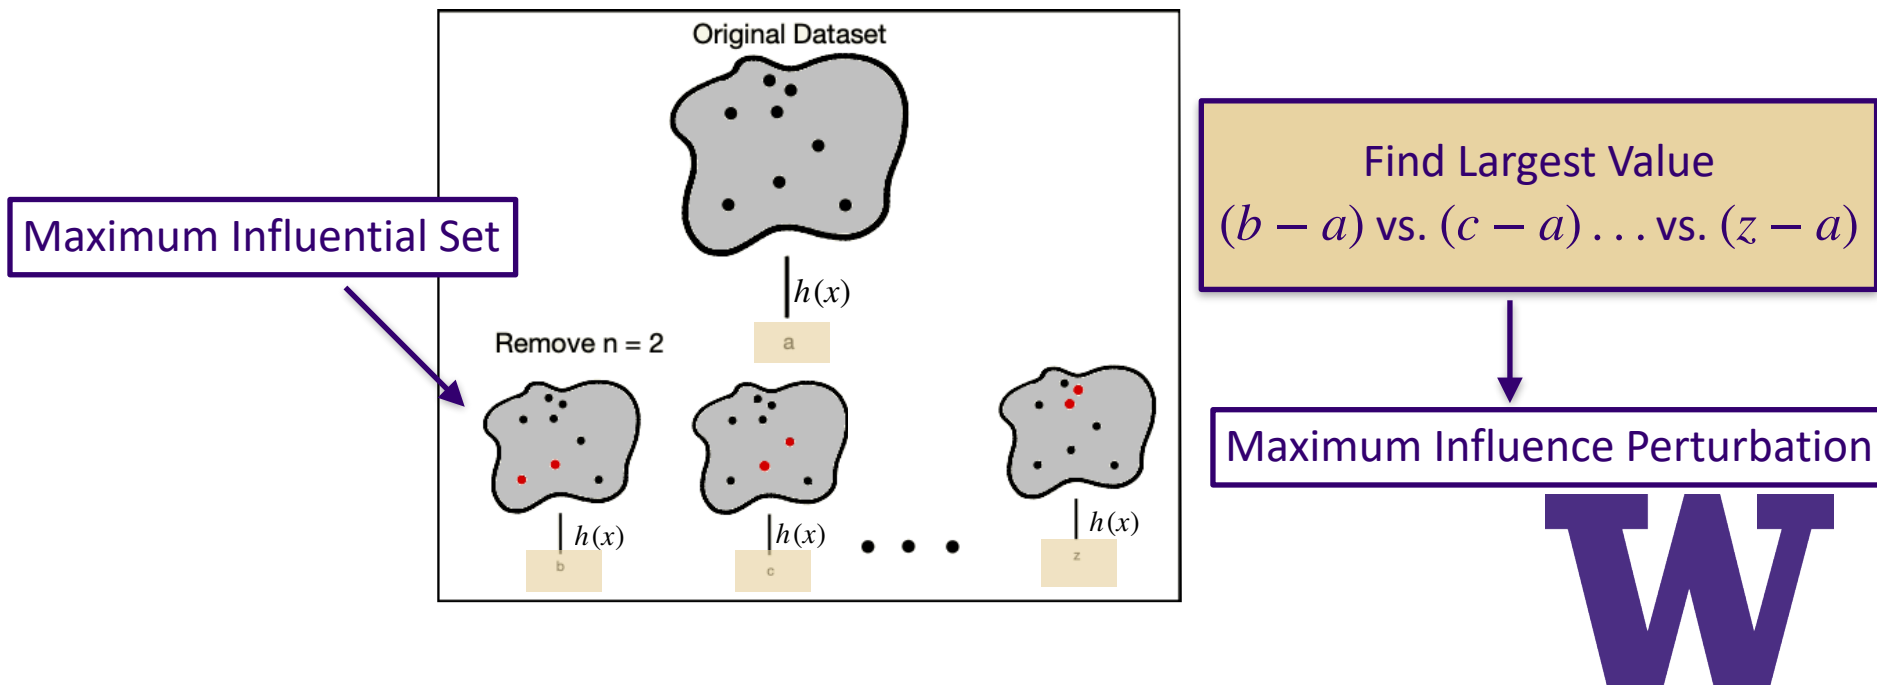 Original Dataset
Find Largest Value
(b − a) vs. (c − a) . . . vs. (z − a)
Maximum Influential Set
h(x)
a
Remove n = 2
Maximum Influence Perturbation
h(x)
h(x)
h(x)
b
c
z
W